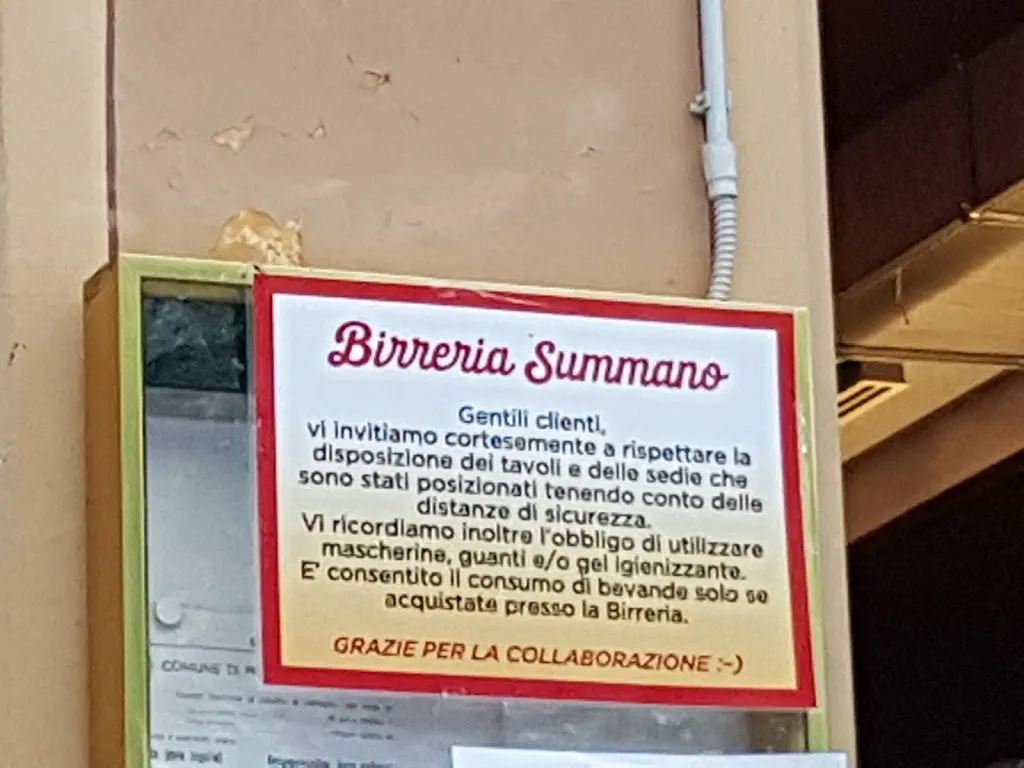 Birreria Summano
Gentili clienti,
vi invitiamo cortesemente a rispettare la
disposizione dei tavoli e delle sedie che
sono stati posizionati tenendo conto delle
distanze di sicurezza.
Vi ricordiamo inoltre l'obbligo di utilizzare
mascherine, guanti e/o gel igienizzante.
E' consentito il consumo di bevande solo se
acquistate presso la Birreria.
GRAZIE PER LA COLLABORAZIONE :-)
COMUNE DI